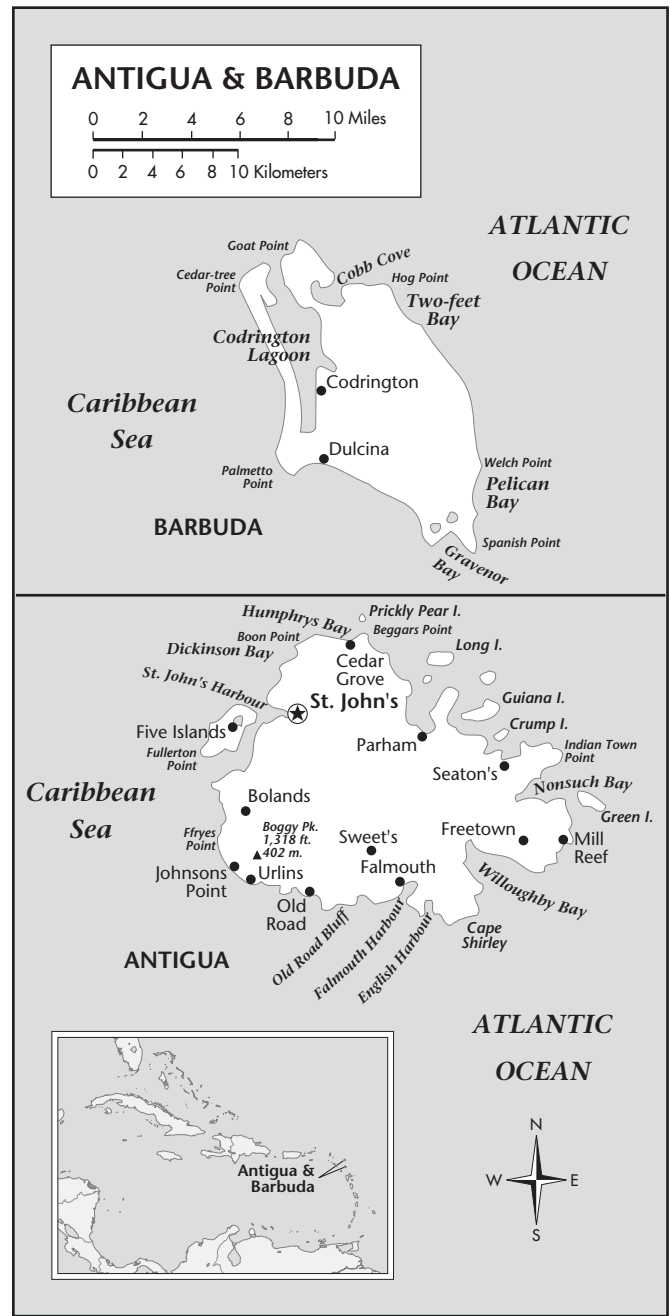 ANTIGUA & BARBUDA
0 2 4 6 8 10 Miles
0 2 4 6 8 10 Kilometers
ATLANTIC
OCEAN
Goat Point
Cobb Cove
Cedar-tree
Point
Hog Point
Two-feet
Bay
Codrington
Lagoon
Codrington
Caribbean
Sea
Dulcina
Palmetto
Point
Welch Point
Pelican
Bay
BARBUDA
Spanish Point
Gravenor
Bay
Prickly Pear I.
Humphrys Bay
Boon Point
Beggars Point
Dickinson Bay
Long I.
Cedar
Grove
St. John's Harbour
St. John's
Guiana I.
Five Islands
Crump I.
Parham
Fullerton
Point
Indian Town
Point
Seaton's
Nonsuch Bay
Caribbean
Sea
Bolands
Green I.
Ffryes
Point
Boggy Pk.
1,318 ft.
402 m.
Sweet's
Freetown
Mill
Reef
Johnsons
Point
Urlins
Falmouth
Old
Road
Willoughby Bay
Old Road Bluff
Falmouth Harbour
English Harbour
Cape
Shirley
ANTIGUA
ATLANTIC
OCEAN
Antigua &
Barbuda
N
W E
S